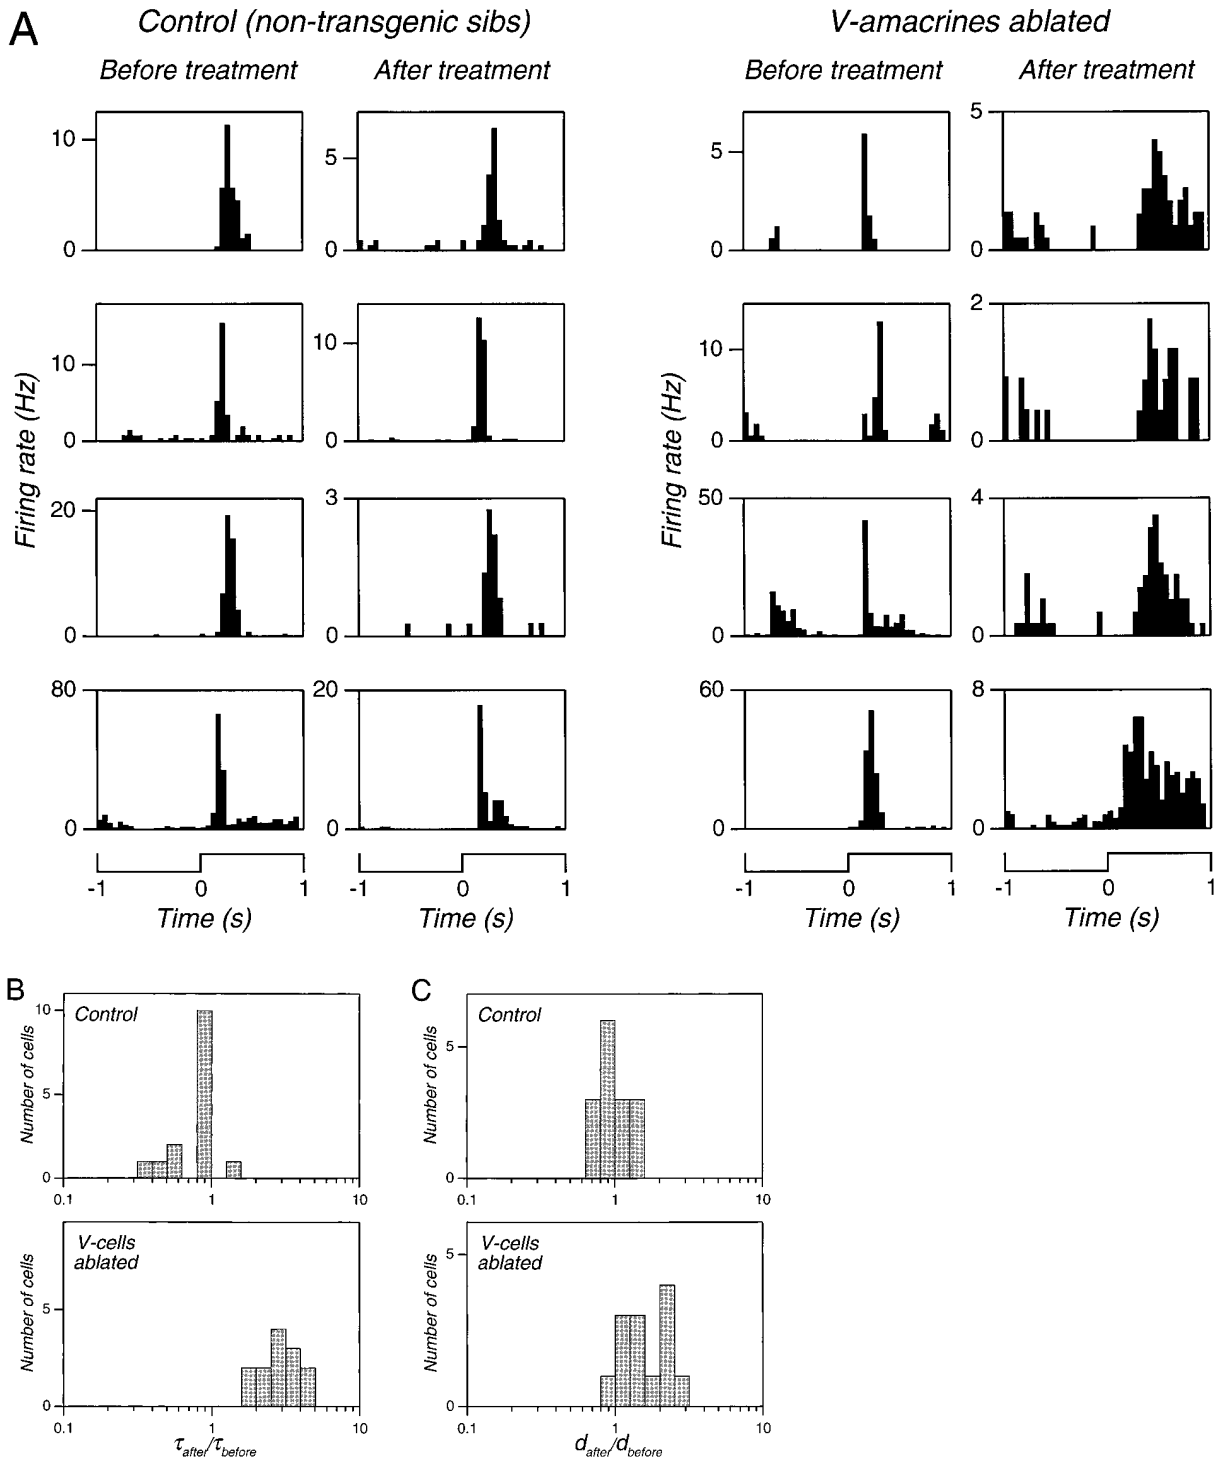 A
Control (non-transgenic sibs)
V-amacrines ablated
Before treatment
After treatment
Before treatment
After treatment
Firing rate (Hz)
Firing rate (Hz)
10
0
5
0
5
0
5
0
10
0
10
0
10
0
2
0
20
0
3
0
50
0
4
0
80
0
20
0
60
0
8
0
-1 0 1
-1 0 1
-1 0 1
-1 0 1
Time (s)
Time (s)
Time (s)
Time (s)
B
Control
Number of cells
10
5
0
0.1 1 10
V-cells
ablated
Number of cells
5
0
0.1 1 10
τafter/τbefore
C
Control
Number of cells
5
0
0.1 1 10
V-cells
ablated
Number of cells
5
0
0.1 1 10
dafter/dbefore